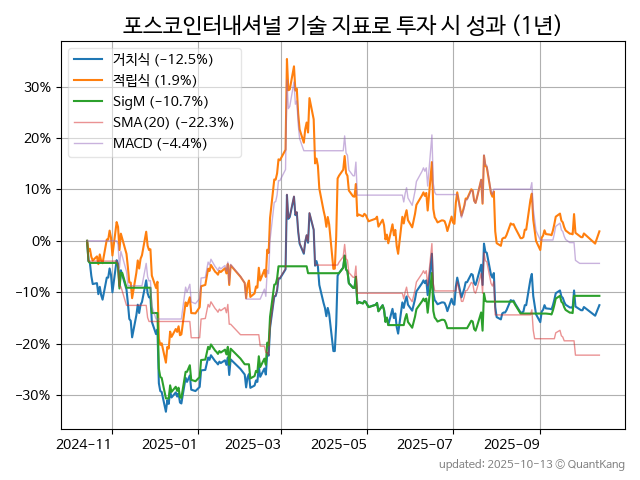 포스코인터내셔널 기술 지표로 투자 시 성과 (1년)
거치식 (−12.5%)
적립식 (1.9%)
SigM (−10.7%)
SMA(20) (−22.3%)
MACD (−4.4%)
30%
20%
10%
0%
−10%
−20%
−30%
2024-11 2025-01 2025-03 2025-05 2025-07 2025-09
updated: 2025-10-13 © QuantKang